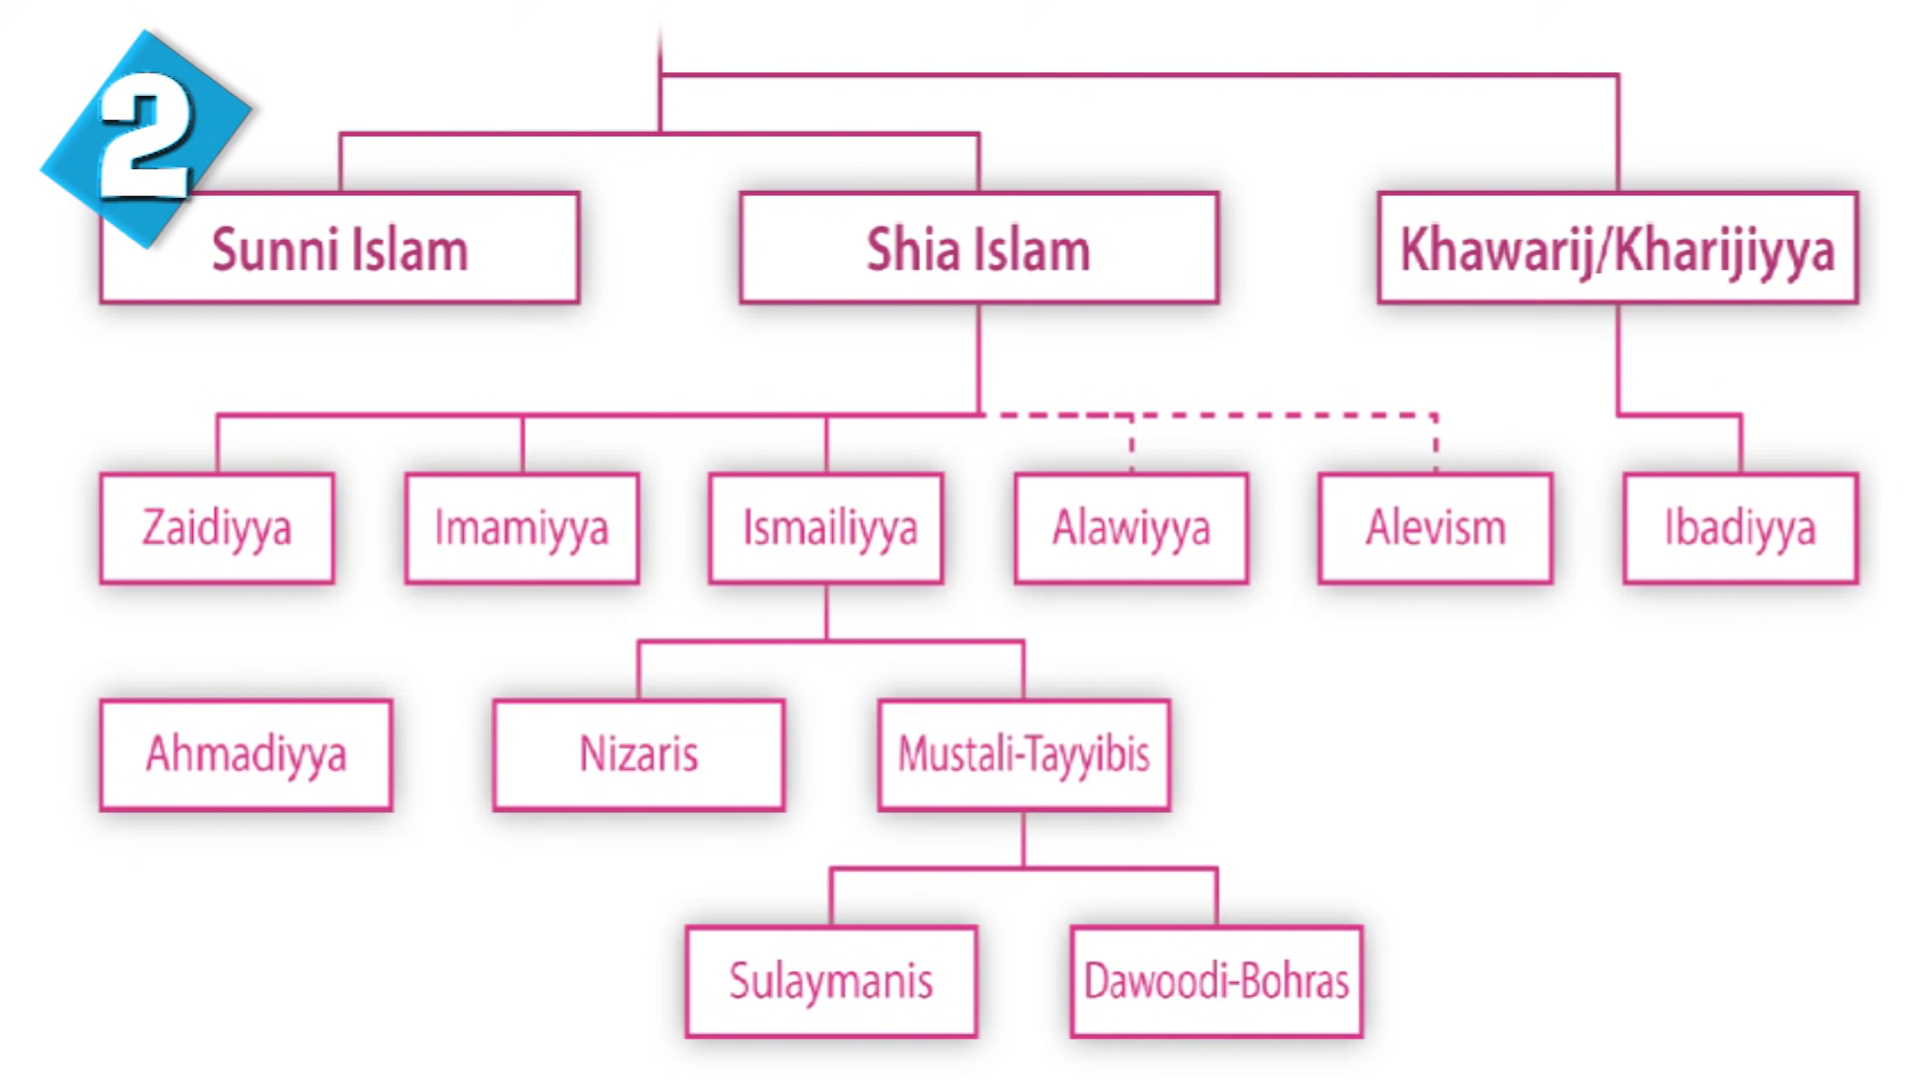 2
Sunni Islam
Shia Islam
Khawarij/Kharijiyya
Zaidiyya
Imamiyya
Ismailiyya
Alawiyya
Alevism
Ibadiyya
Ahmadiyya
Nizaris
Mustali-Tayyibis
Sulaymanis
Dawoodi-Bohras